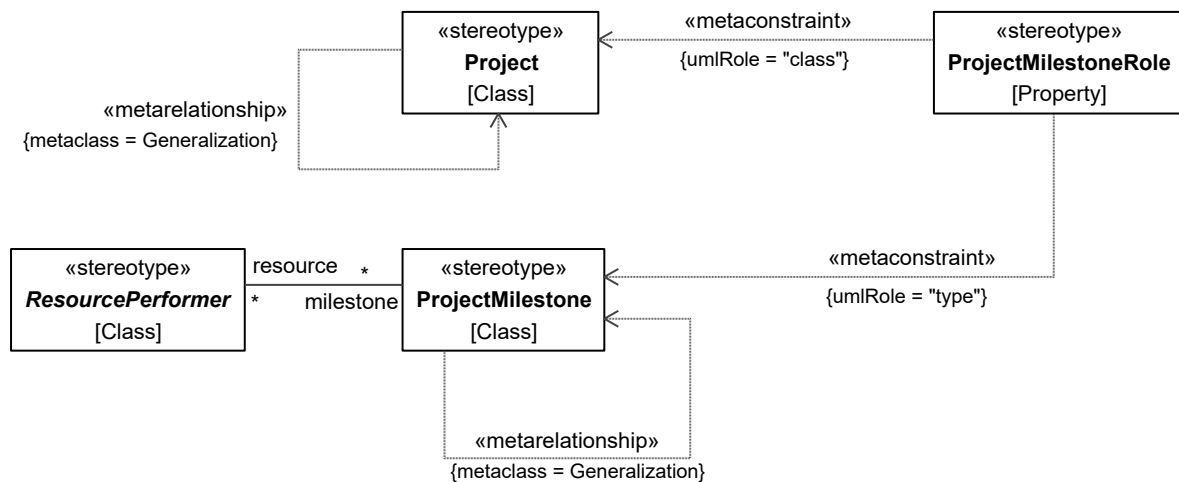 «stereotype»
Project
[Class]
«metaconstraint»
{umlRole = "class"}
«stereotype»
ProjectMilestoneRole
[Property]
«metarelationship»
{metaclass = Generalization}
«stereotype»
ResourcePerformer
[Class]
resource *
* milestone
«stereotype»
ProjectMilestone
[Class]
«metaconstraint»
{umlRole = "type"}
«metarelationship»
{metaclass = Generalization}